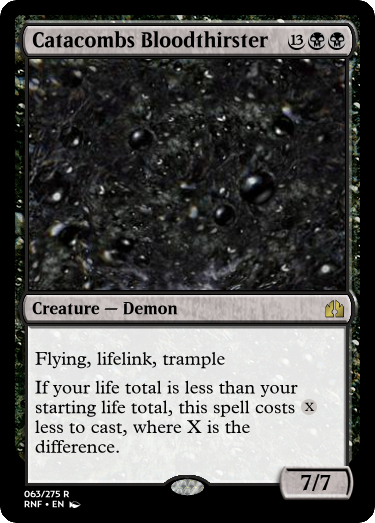 Catacombs Bloodthirster 13
Creature — Demon
Flying, lifelink, trample
If your life total is less than your
starting life total, this spell costs X
less to cast, where X is the
difference.
7/7
063/275 R
RNF • EN